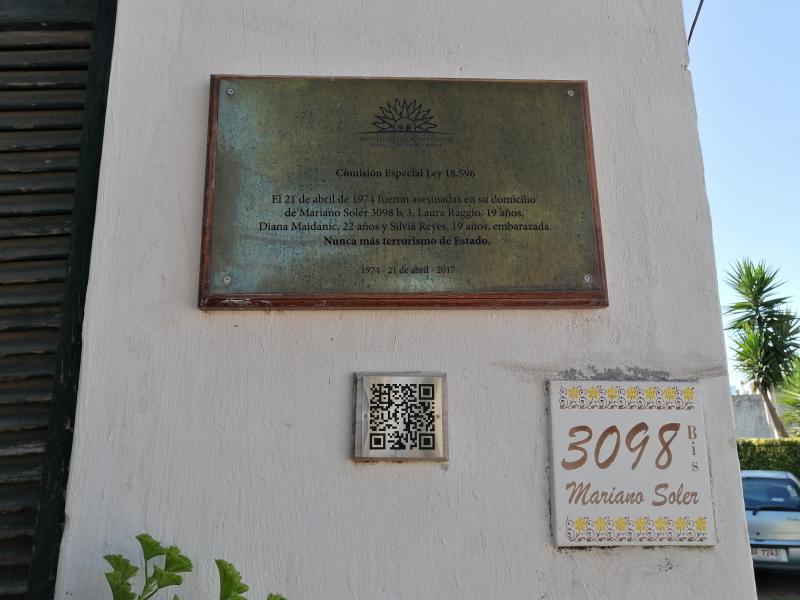 Comisión Especial Ley 18.596
El 21 de abril de 1974 fueron asesinadas en su domicilio
de Mariano Soler 3098 b/3, Laura Raggio, 19 años,
Diana Maidanic, 22 años y Silvia Reyes, 19 años, embarazada.
Nunca más terrorismo de Estado.
1974 - 21 de abril - 2017
3098 Bis
Mariano Soler
7243